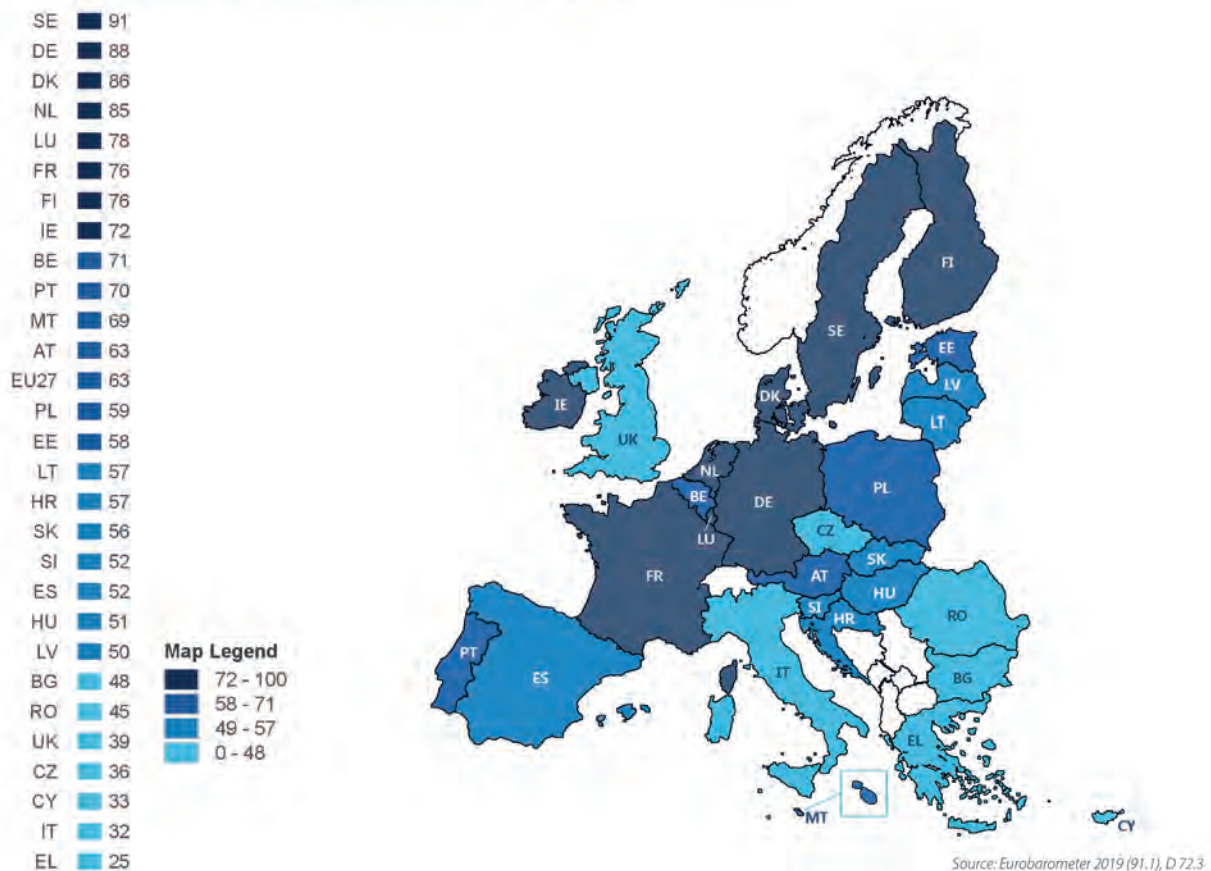 SE 91
DE 88
DK 86
NL 85
LU 78
FR 76
FI 76
IE 72
BE 71
PT 70
MT 69
AT 63
EU27 63
PL 59
EE 58
LT 57
HR 57
SK 56
SI 52
ES 52
HU 51
LV 50
BG 48
RO 45
UK 39
CZ 36
CY 33
IT 32
EL 25
Map Legend
72 - 100
58 - 71
49 - 57
0 - 48
FI
SE
EE
LV
LT
DK
IE
UK
NL
BE
LU
DE
PL
CZ
SK
FR
AT
HU
SI
HR
RO
PT
ES
IT
BG
EL
MT
CY
Source: Eurobarometer 2019 (91.1), D 72.3